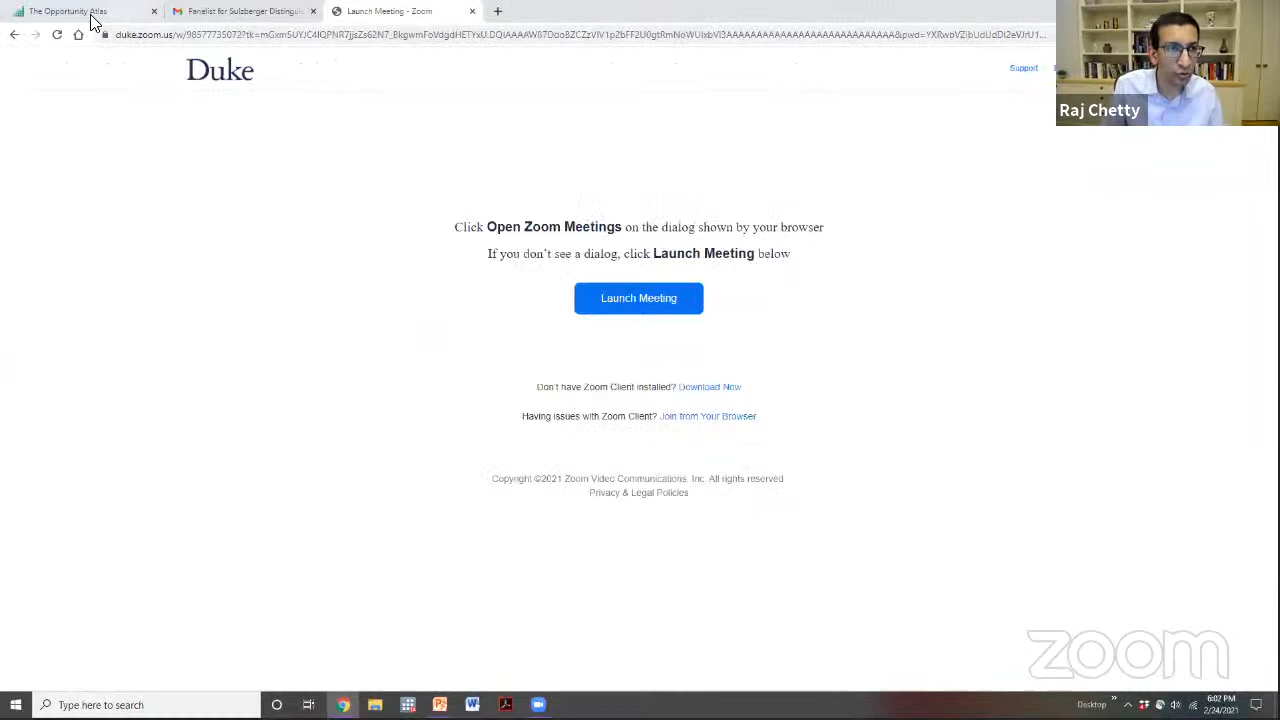 The Opportunity Atlas
Panelist for Sulzberger Distingui
Launch Meeting - Zoom
Duke
Support
Raj Chetty
Click Open Zoom Meetings on the dialog shown by your browser
If you don't see a dialog, click Launch Meeting below
Launch Meeting
Don't have Zoom Client installed? Download Now
Having issues with Zoom Client? Join from Your Browser
Copyright ©2021 Zoom Video Communications, Inc. All rights reserved
Privacy & Legal Policies
zoom
Type here to search
Desktop
6:02 PM
2/24/2021